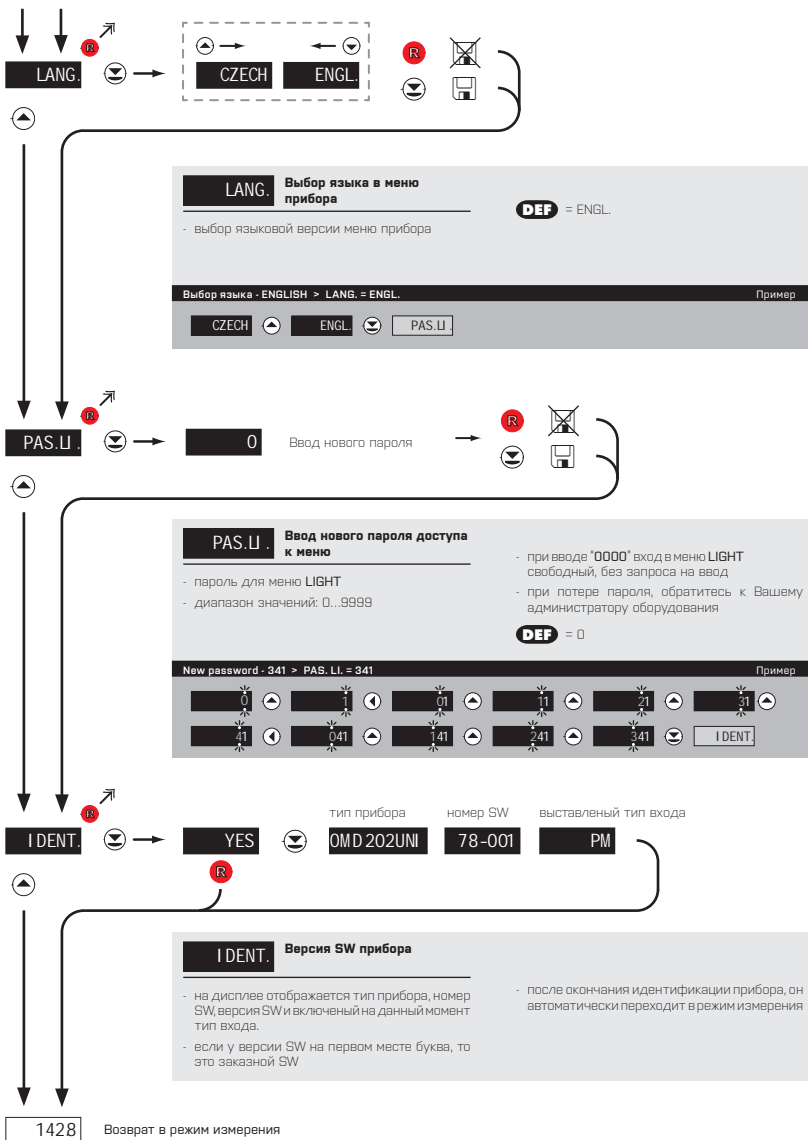 R
LANG.
CZECH ENGL.
R
LANG.
Выбор языка в меню
прибора
DEF = ENGL.
- выбор языковой версии меню прибора
Выбор языка - ENGLISH > LANG. = ENGL. Пример
CZECH ENGL. PAS.LI.
R
PAS.LI.
0
Ввод нового пароля
R
PAS.LI.
Ввод нового пароля доступа
к меню
- пароль для меню LIGHT
- диапазон значений: 0...9999
- при вводе "0000" вход в меню LIGHT
свободный, без запроса на ввод
- при потере пароля, обратитесь к Вашему
администратору оборудования
DEF = 0
New password - 341 > PAS. LI. = 341 Пример
0 1 01 11 21 31
41 041 141 241 341 IDENT.
R
тип прибора номер SW выставленый тип входа
IDENT. YES OMD 202UNI 78-001 PM
R
IDENT.
Версия SW прибора
- на дисплее отображается тип прибора, номер
SW, версия SW и включеный на данный момент
тип входа.
- если у версии SW на первом месте буква, то
это заказной SW
- после окончания идентификации прибора, он
автоматически переходит в режим измерения
1428 Возврат в режим измерения